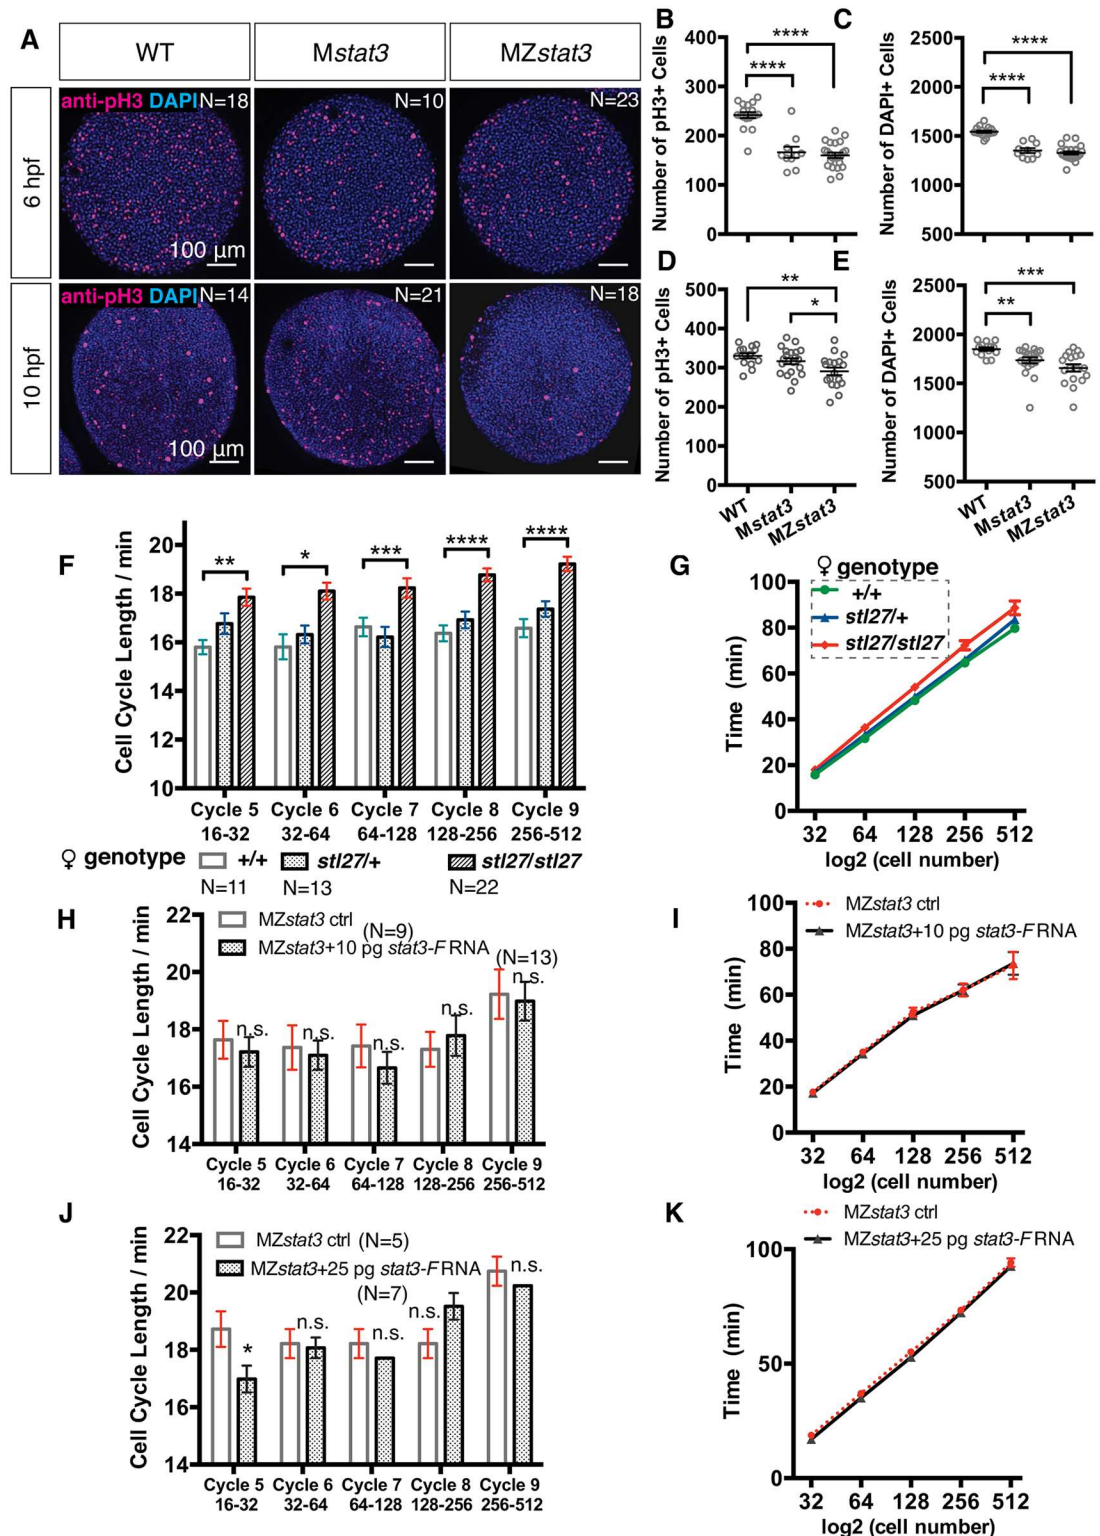 A
WT
Mstat3
MZstat3
6 hpf
anti-pH3 DAPI N=18
N=10
N=23
100 µm
10 hpf
anti-pH3 DAPI N=14
N=21
N=18
100 µm
B
Number of pH3+ Cells
400
300
200
100
0
****
****
C
Number of DAPI+ Cells
2500
2000
1500
1000
500
****
****
D
Number of pH3+ Cells
500
400
300
200
100
0
**
*
WT
Mstat3
MZstat3
E
Number of DAPI+ Cells
2500
2000
1500
1000
500
***
**
WT
Mstat3
MZstat3
F
Cell Cycle Length / min
20
18
16
14
12
10
**
*
***
****
****
Cycle 5 Cycle 6 Cycle 7 Cycle 8 Cycle 9
16-32 32-64 64-128 128-256 256-512
♀ genotype +/+ stl27/+ stl27/stl27
N=11 N=13 N=22
G
♀ genotype
+/+
stl27/+
stl27/stl27
Time (min)
100
80
60
40
20
0
32 64 128 256 512
log2 (cell number)
H
MZstat3 ctrl (N=9)
MZstat3+10 pg stat3-F RNA
(N=13)
Cell Cycle Length / min
22
20
18
16
14
n.s.
n.s.
n.s.
n.s.
n.s.
Cycle 5 Cycle 6 Cycle 7 Cycle 8 Cycle 9
16-32 32-64 64-128 128-256 256-512
I
MZstat3 ctrl
MZstat3+10 pg stat3-F RNA
Time (min)
100
80
60
40
20
0
32 64 128 256 512
log2 (cell number)
J
MZstat3 ctrl (N=5)
MZstat3+25 pg stat3-F RNA
(N=7)
Cell Cycle Length / min
22
20
18
16
14
*
n.s.
n.s.
n.s.
n.s.
Cycle 5 Cycle 6 Cycle 7 Cycle 8 Cycle 9
16-32 32-64 64-128 128-256 256-512
K
MZstat3 ctrl
MZstat3+25 pg stat3-F RNA
Time (min)
100
50
0
32 64 128 256 512
log2 (cell number)